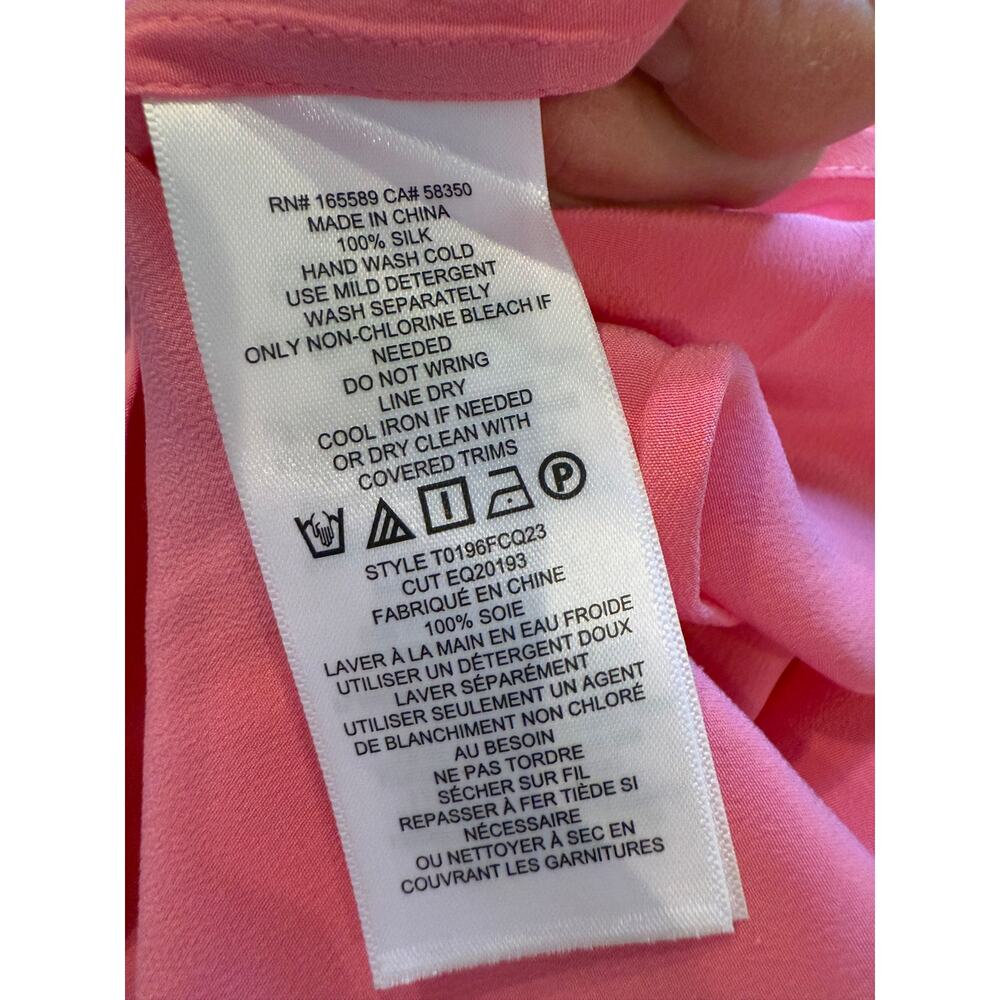 RN# 165589 CA# 58350
MADE IN CHINA
100% SILK
HAND WASH COLD
USE MILD DETERGENT
WASH SEPARATELY
ONLY NON-CHLORINE BLEACH IF
NEEDED
DO NOT WRING
LINE DRY
COOL IRON IF NEEDED
OR DRY CLEAN WITH
COVERED TRIMS
P
STYLE T0196FCQ23
CUT EQ20193
FABRIQUÉ EN CHINE
100% SOIE
LAVER À LA MAIN EN EAU FROIDE
UTILISER UN DÉTERGENT DOUX
LAVER SÉPARÉMENT
UTILISER SEULEMENT UN AGENT
DE BLANCHIMENT NON CHLORÉ
AU BESOIN
NE PAS TORDRE
SÉCHER SUR FIL
REPASSER À FER TIÈDE SI
NÉCESSAIRE
OU NETTOYER À SEC EN
COUVRANT LES GARNITURES